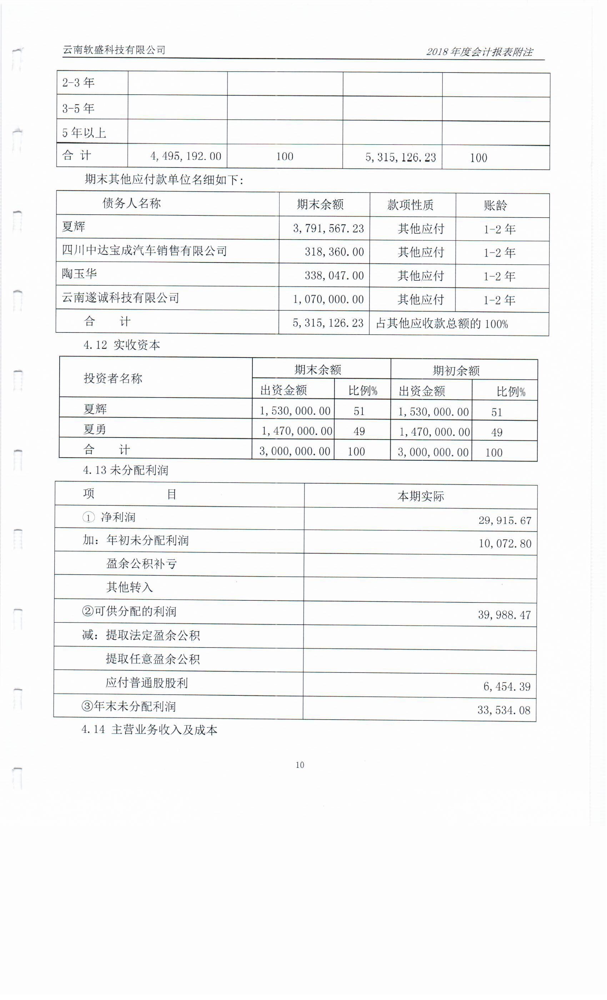 云南软盛科技有限公司 2018 年度会计报表附注
2-3 年
3-5 年
5 年以上
合 计 4,495,192.00 100 5,315,126.23 100
期末其他应付款单位名细如下:
债务人名称 期末余额 款项性质 账龄
夏辉 3,791,567.23 其他应付 1-2 年
四川中达宝成汽车销售有限公司 318,360.00 其他应付 1-2 年
陶玉华 338,047.00 其他应付 1-2 年
云南遂诚科技有限公司 1,070,000.00 其他应付 1-2 年
合 计 5,315,126.23 占其他应收款总额的 100%
4.12 实收资本
投资者名称 期末余额 期初余额
出资金额 比例% 出资金额 比例%
夏辉 1,530,000.00 51 1,530,000.00 51
夏勇 1,470,000.00 49 1,470,000.00 49
合 计 3,000,000.00 100 3,000,000.00 100
4.13 未分配利润
项 目 本期实际
① 净利润 29,915.67
加: 年初未分配利润 10,072.80
盈余公积补亏
其他转入
②可供分配的利润 39,988.47
减: 提取法定盈余公积
提取任意盈余公积
应付普通股股利 6,454.39
③年末未分配利润 33,534.08
4.14 主营业务收入及成本
10